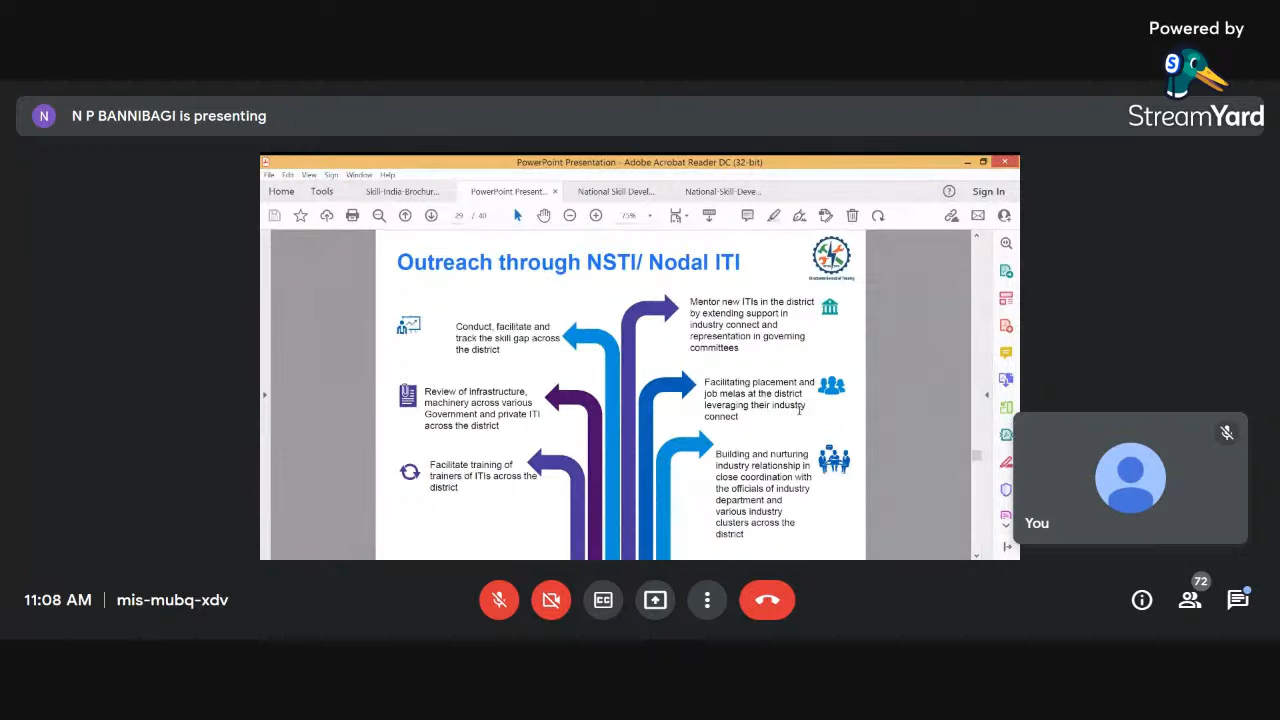 Powered by
StreamYard
N
N P BANNIBAGI is presenting
PowerPoint Presentation - Adobe Acrobat Reader DC (32-bit)
File Edit View Sign Window Help
Home Tools Skill-India-Brochur... PowerPoint Present... × National Skill Devel... National-Skill-Deve... Sign In
29 / 40 75%
Outreach through NSTI/ Nodal ITI
Conduct, facilitate and
track the skill gap across
the district
Review of infrastructure,
machinery across various
Government and private ITI
across the district
Facilitate training of
trainers of ITIs across the
district
Mentor new ITIs in the district
by extending support in
industry connect and
representation in governing
committees
Facilitating placement and
job melas at the district
leveraging their industry
connect
Building and nurturing
industry relationship in
close coordination with
the officials of industry
department and
various industry
clusters across the
district
You
11:08 AM | mis-mubq-xdv
72